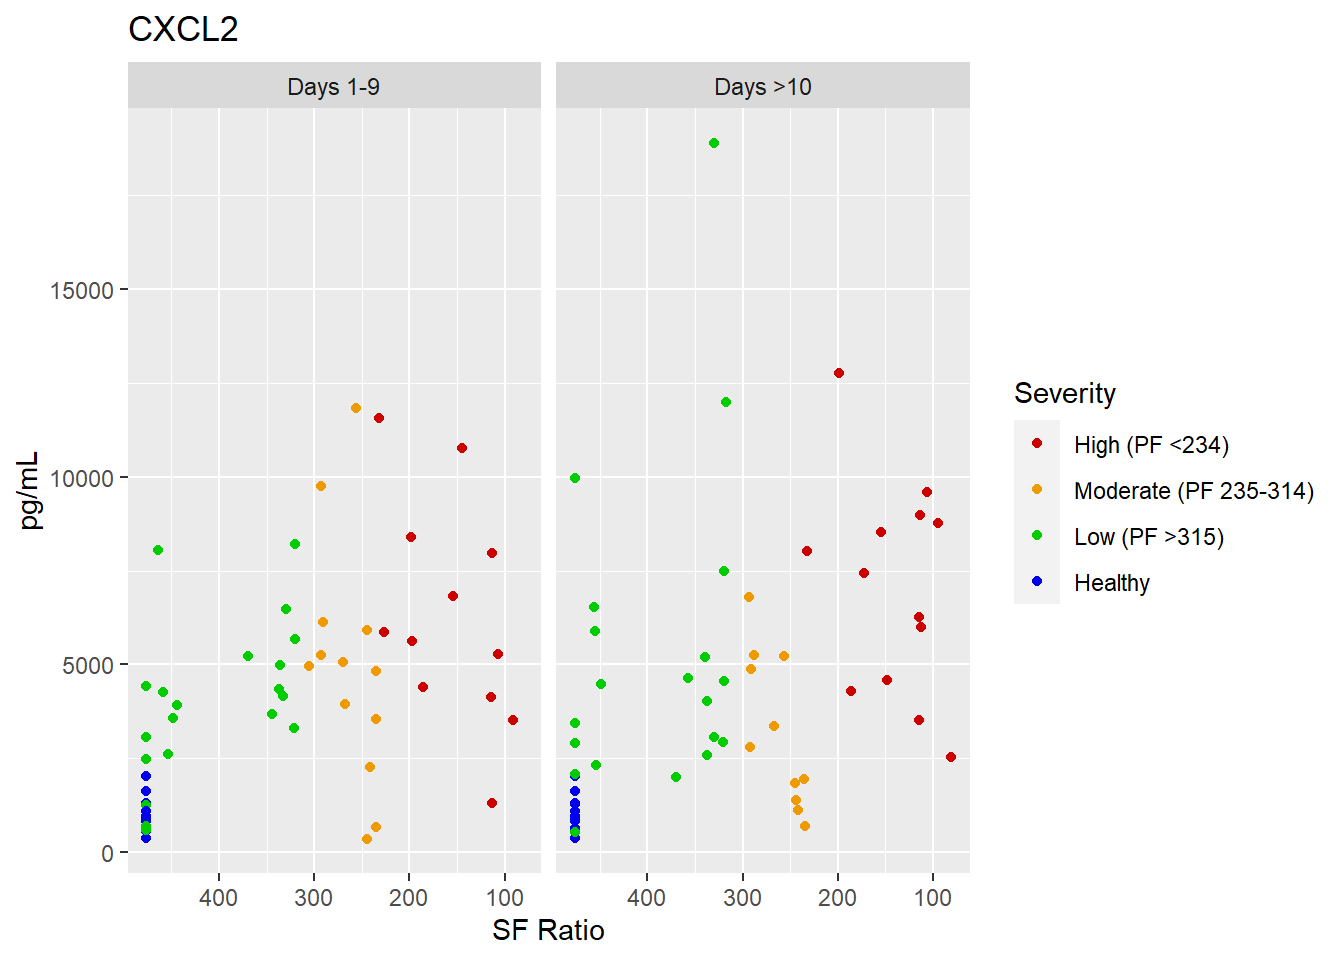 CXCL2
Days 1-9
Days >10
pg/mL
15000
10000
5000
0
400
300
200
100
400
300
200
100
SF Ratio
Severity
High (PF <234)
Moderate (PF 235-314)
Low (PF >315)
Healthy